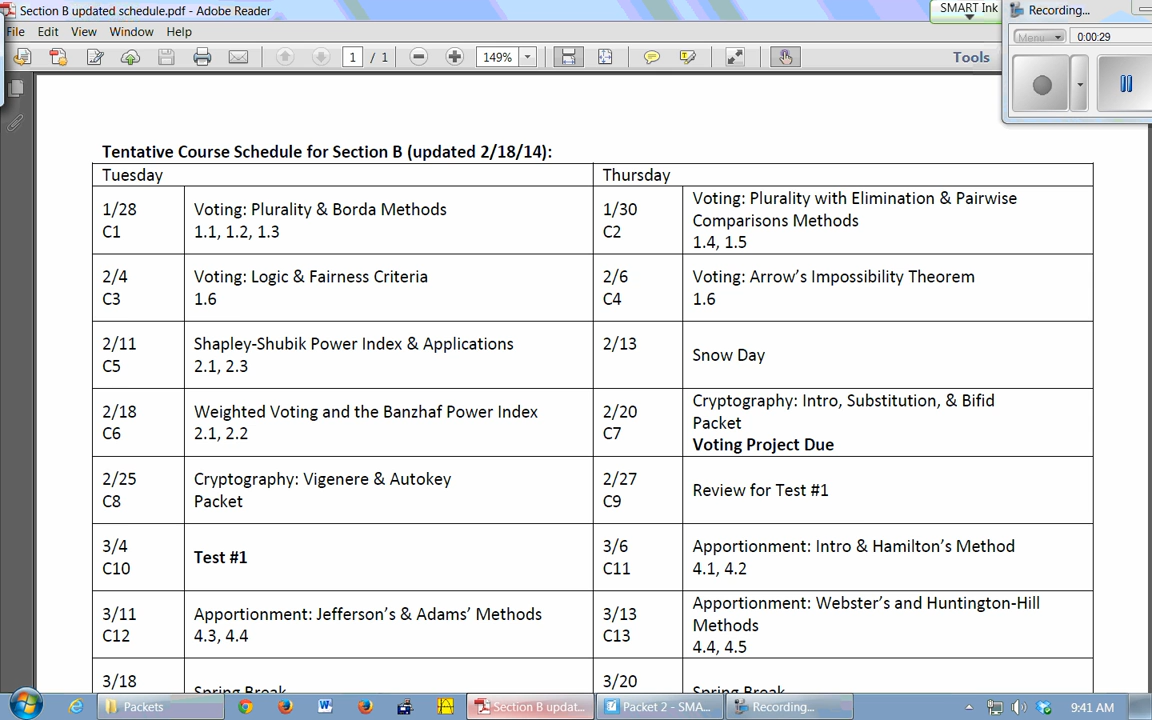 Section B updated schedule.pdf - Adobe Reader
SMART Ink
Recording...
File Edit View Window Help
Menu
0:00:29
1 / 1
149%
Tools
Tentative Course Schedule for Section B (updated 2/18/14):
Tuesday
Thursday
1/28
C1
Voting: Plurality & Borda Methods
1.1, 1.2, 1.3
1/30
C2
Voting: Plurality with Elimination & Pairwise
Comparisons Methods
1.4, 1.5
2/4
C3
Voting: Logic & Fairness Criteria
1.6
2/6
C4
Voting: Arrow's Impossibility Theorem
1.6
2/11
C5
Shapley-Shubik Power Index & Applications
2.1, 2.3
2/13
Snow Day
2/18
C6
Weighted Voting and the Banzhaf Power Index
2.1, 2.2
2/20
C7
Cryptography: Intro, Substitution, & Bifid
Packet
Voting Project Due
2/25
C8
Cryptography: Vigenere & Autokey
Packet
2/27
C9
Review for Test #1
3/4
C10
Test #1
3/6
C11
Apportionment: Intro & Hamilton's Method
4.1, 4.2
3/11
C12
Apportionment: Jefferson's & Adams' Methods
4.3, 4.4
3/13
C13
Apportionment: Webster's and Huntington-Hill
Methods
4.4, 4.5
3/18
Spring Break
3/20
Spring Break
Packets
Section B updat...
Packet 2 - SMA...
Recording...
9:41 AM